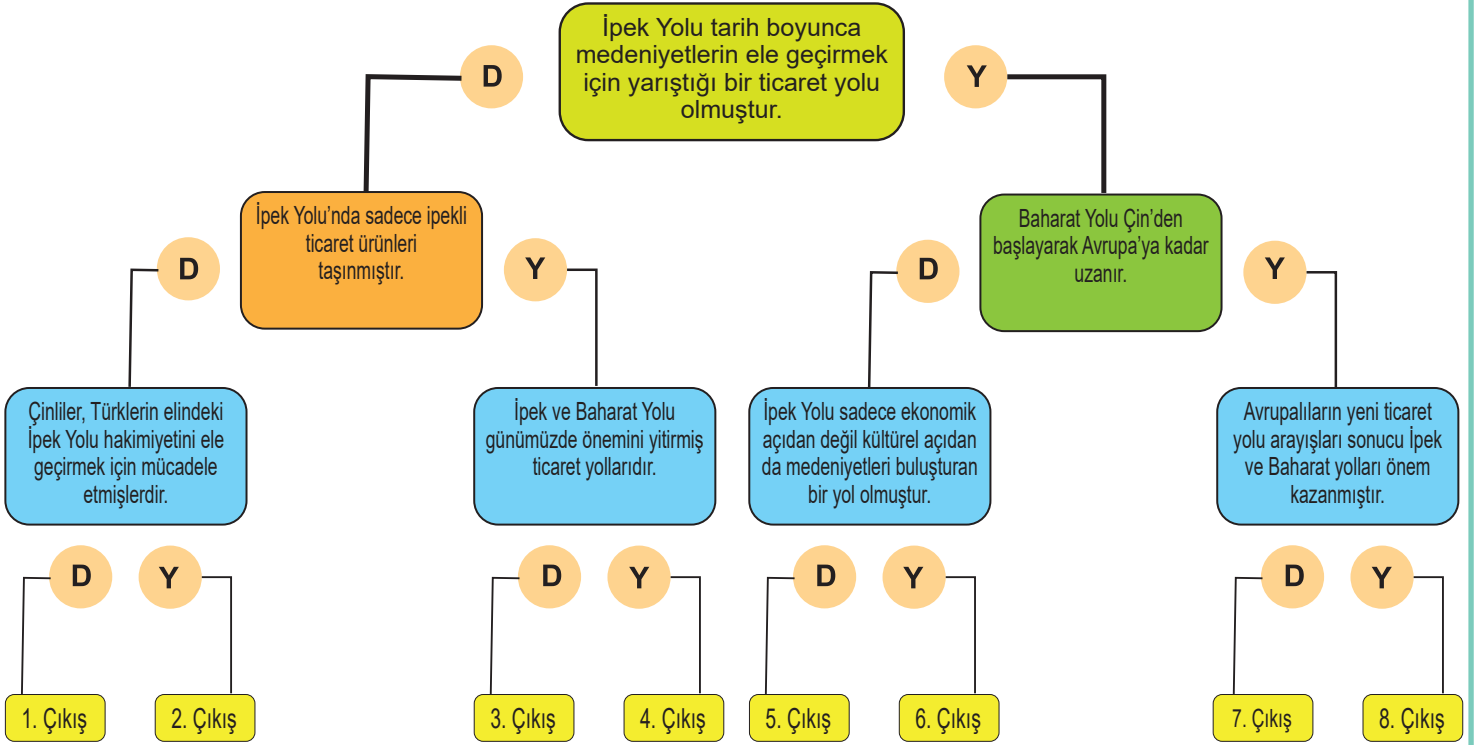 İpek Yolu tarih boyunca
medeniyetlerin ele geçirmek
için yarıştığı bir ticaret yolu
olmuştur.
D
Y
İpek Yolu’nda sadece ipekli
ticaret ürünleri
taşınmıştır.
D
Y
Baharat Yolu Çin’den
başlayarak Avrupa’ya kadar
uzanır.
D
Y
Çinliler, Türklerin elindeki
İpek Yolu hakimiyetini ele
geçirmek için mücadele
etmişlerdir.
İpek ve Baharat Yolu
günümüzde önemini yitirmiş
ticaret yollarıdır.
İpek Yolu sadece ekonomik
açıdan değil kültürel açıdan
da medeniyetleri buluşturan
bir yol olmuştur.
Avrupalıların yeni ticaret
yolu arayışları sonucu İpek
ve Baharat yolları önem
kazanmıştır.
D
Y
D
Y
D
Y
D
Y
1. Çıkış
2. Çıkış
3. Çıkış
4. Çıkış
5. Çıkış
6. Çıkış
7. Çıkış
8. Çıkış